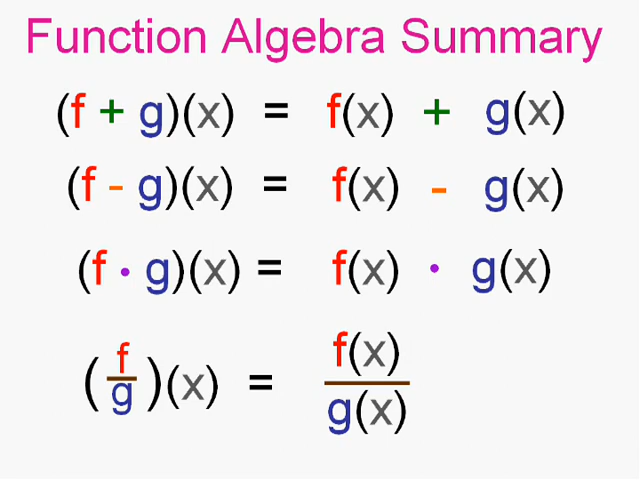 Function Algebra Summary
(f + g)(x) = f(x) + g(x)
(f - g)(x) = f(x) - g(x)
(f · g)(x) = f(x) · g(x)
(f/g)(x) = f(x)/g(x)